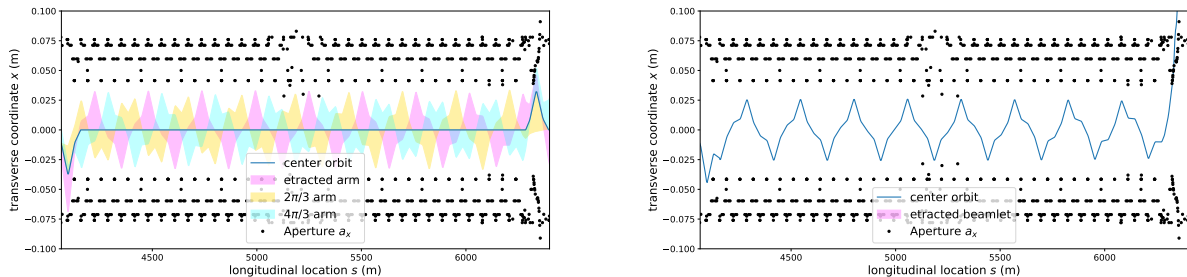 0.100
0.075
0.050
0.025
0.000
−0.025
−0.050
−0.075
−0.100
transverse coordinate x (m)
4500
5000
5500
6000
longitudinal location s (m)
center orbit
etracted arm
2π/3 arm
4π/3 arm
Aperture aₓ
0.100
0.075
0.050
0.025
0.000
−0.025
−0.050
−0.075
−0.100
transverse coordinate x (m)
4500
5000
5500
6000
longitudinal location s (m)
center orbit
etracted beamlet
Aperture aₓ